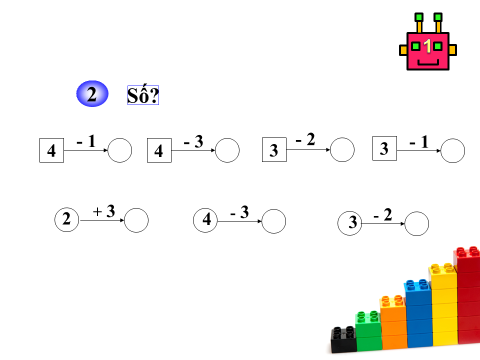 1
2 Số?
4 - 1 4 - 3 3 - 2 3 - 1
2 + 3 4 - 3 3 - 2